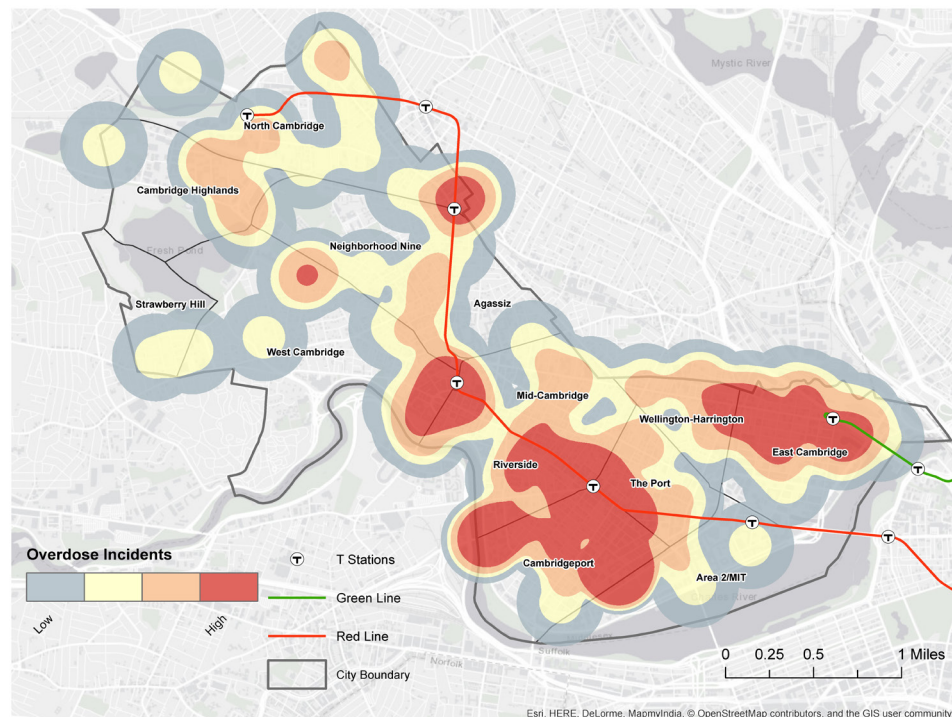 Mystic River
T
T
North Cambridge
Cambridge Highlands
T
Neighborhood Nine
Fresh Pond
Strawberry Hill
Agassiz
West Cambridge
T
Mid-Cambridge
Wellington-Harrington
T
East Cambridge
Riverside
T
The Port
T
T
T
Cambridgeport
Area 2/MIT
Charles River
Suffolk
Norfolk
Overdose Incidents
Low
High
T
T Stations
Green Line
Red Line
City Boundary
0 0.25 0.5 1 Miles
Esri, HERE, DeLorme, MapmyIndia, © OpenStreetMap contributors, and the GIS user community